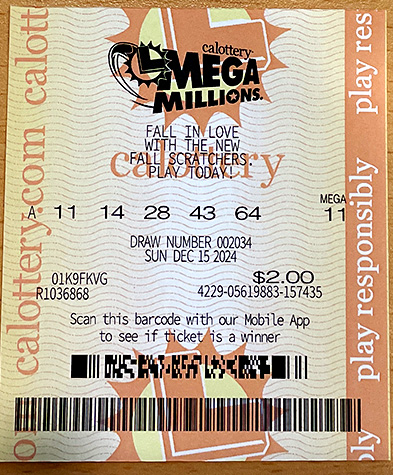 calottery
MEGA
MILLIONS.
FALL IN LOVE
WITH THE NEW
FALL SCRATCHERS.
PLAY TODAY!
calottery
A 11 14 28 43 64 MEGA 11
DRAW NUMBER 002034
SUN DEC 15 2024
01K9FKVG $2.00
R1036868 4229-05619883-157435
Scan this barcode with our Mobile App
to see if ticket is a winner
calottery.com calott
play responsibly play res